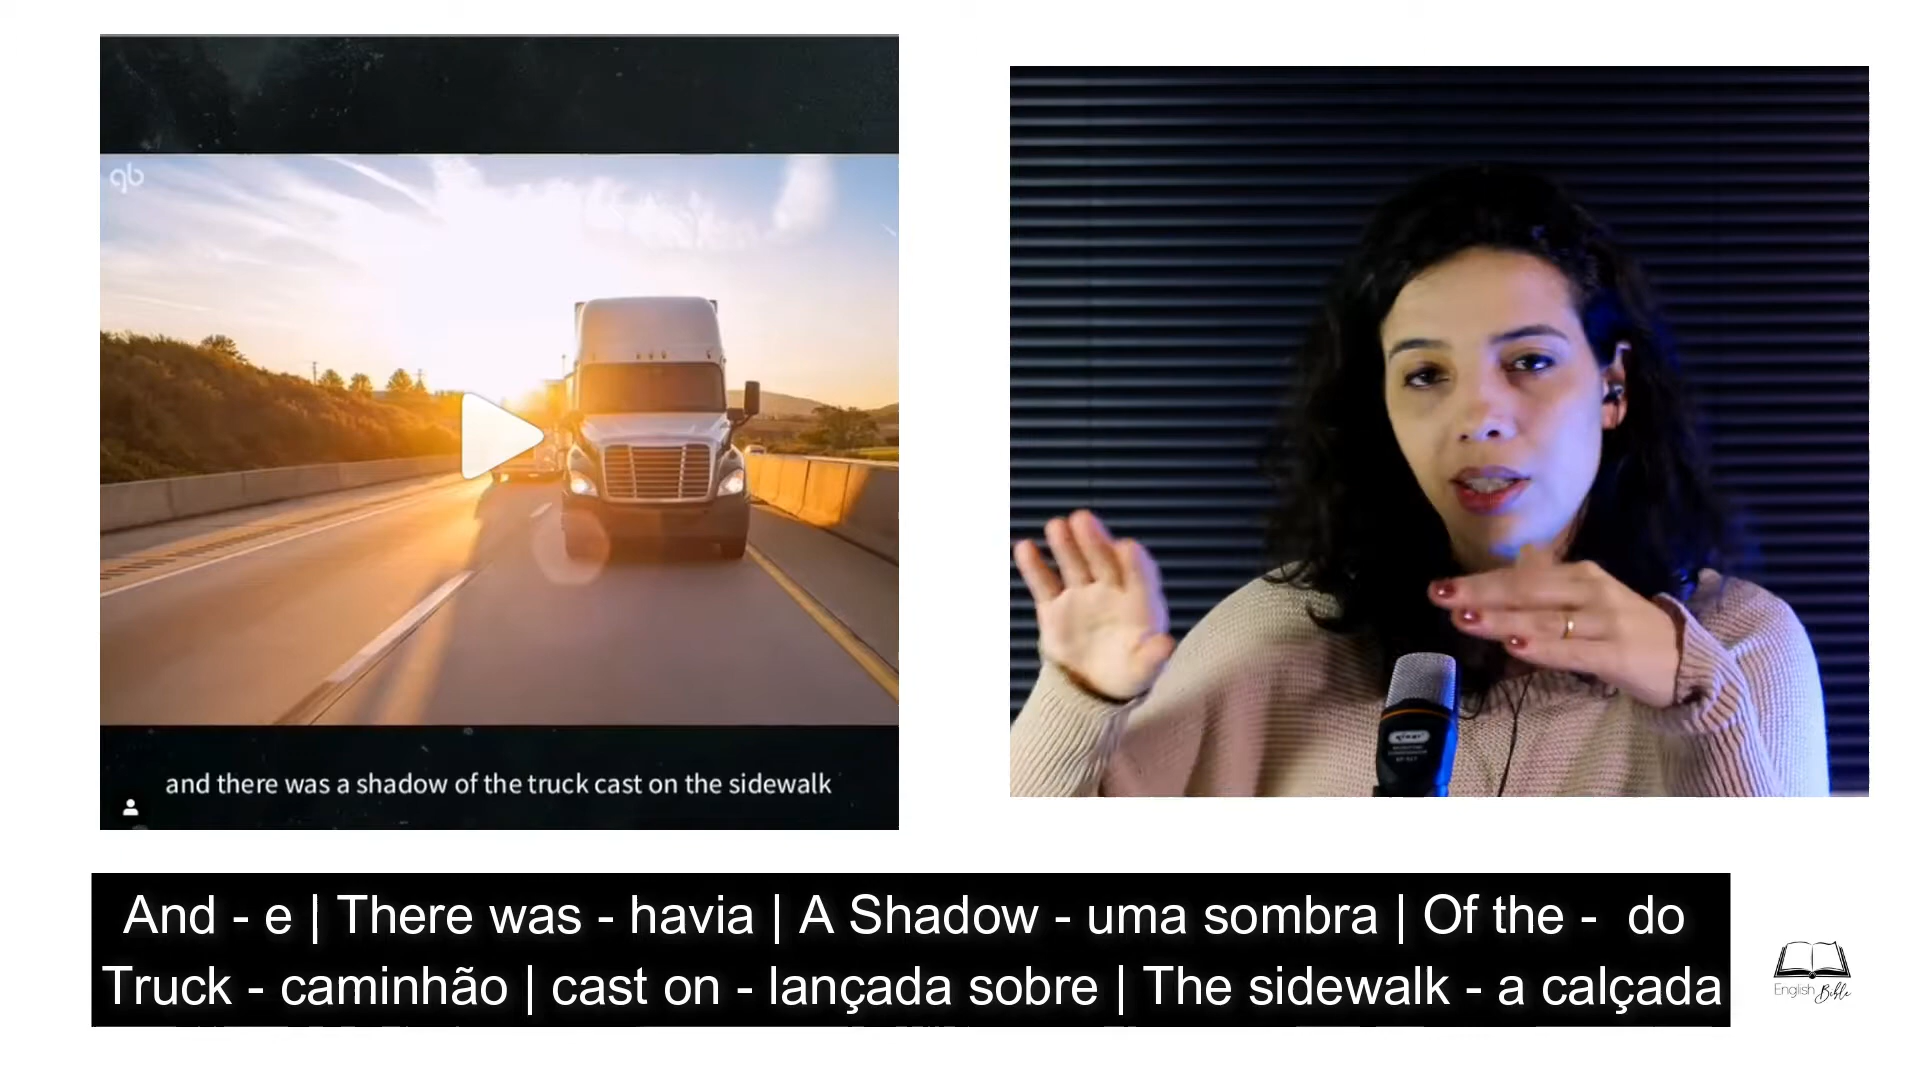 qb
and there was a shadow of the truck cast on the sidewalk
And - e | There was - havia | A Shadow - uma sombra | Of the - do
Truck - caminhão | cast on - lançada sobre | The sidewalk - a calçada
English Bible